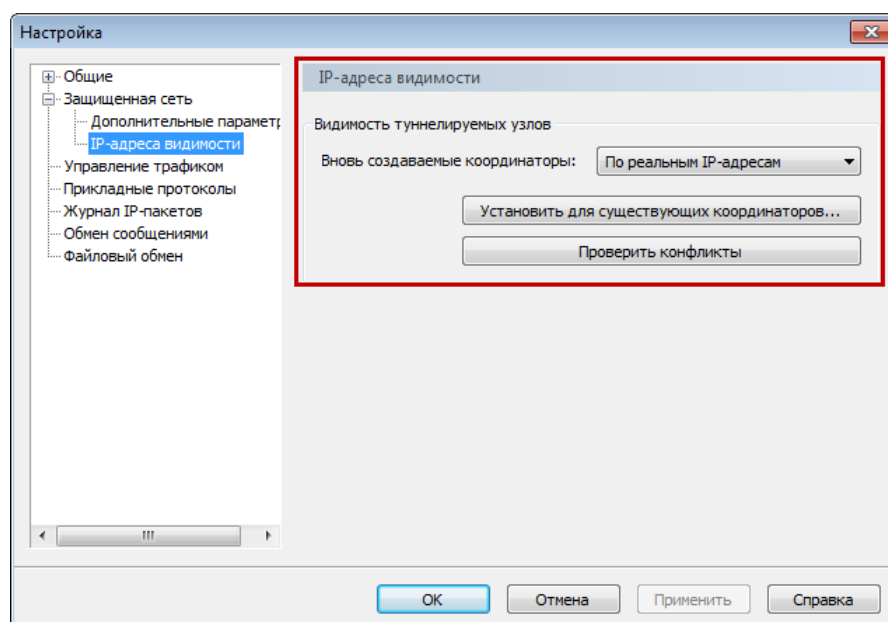 Настройка
Общие
Защищенная сеть
Дополнительные параметр
IP-адреса видимости
Управление трафиком
Прикладные протоколы
Журнал IP-пакетов
Обмен сообщениями
Файловый обмен
IP-адреса видимости
Видимость туннелируемых узлов
Вновь создаваемые координаторы:
По реальным IP-адресам
Установить для существующих координаторов...
Проверить конфликты
OK
Отмена
Применить
Справка